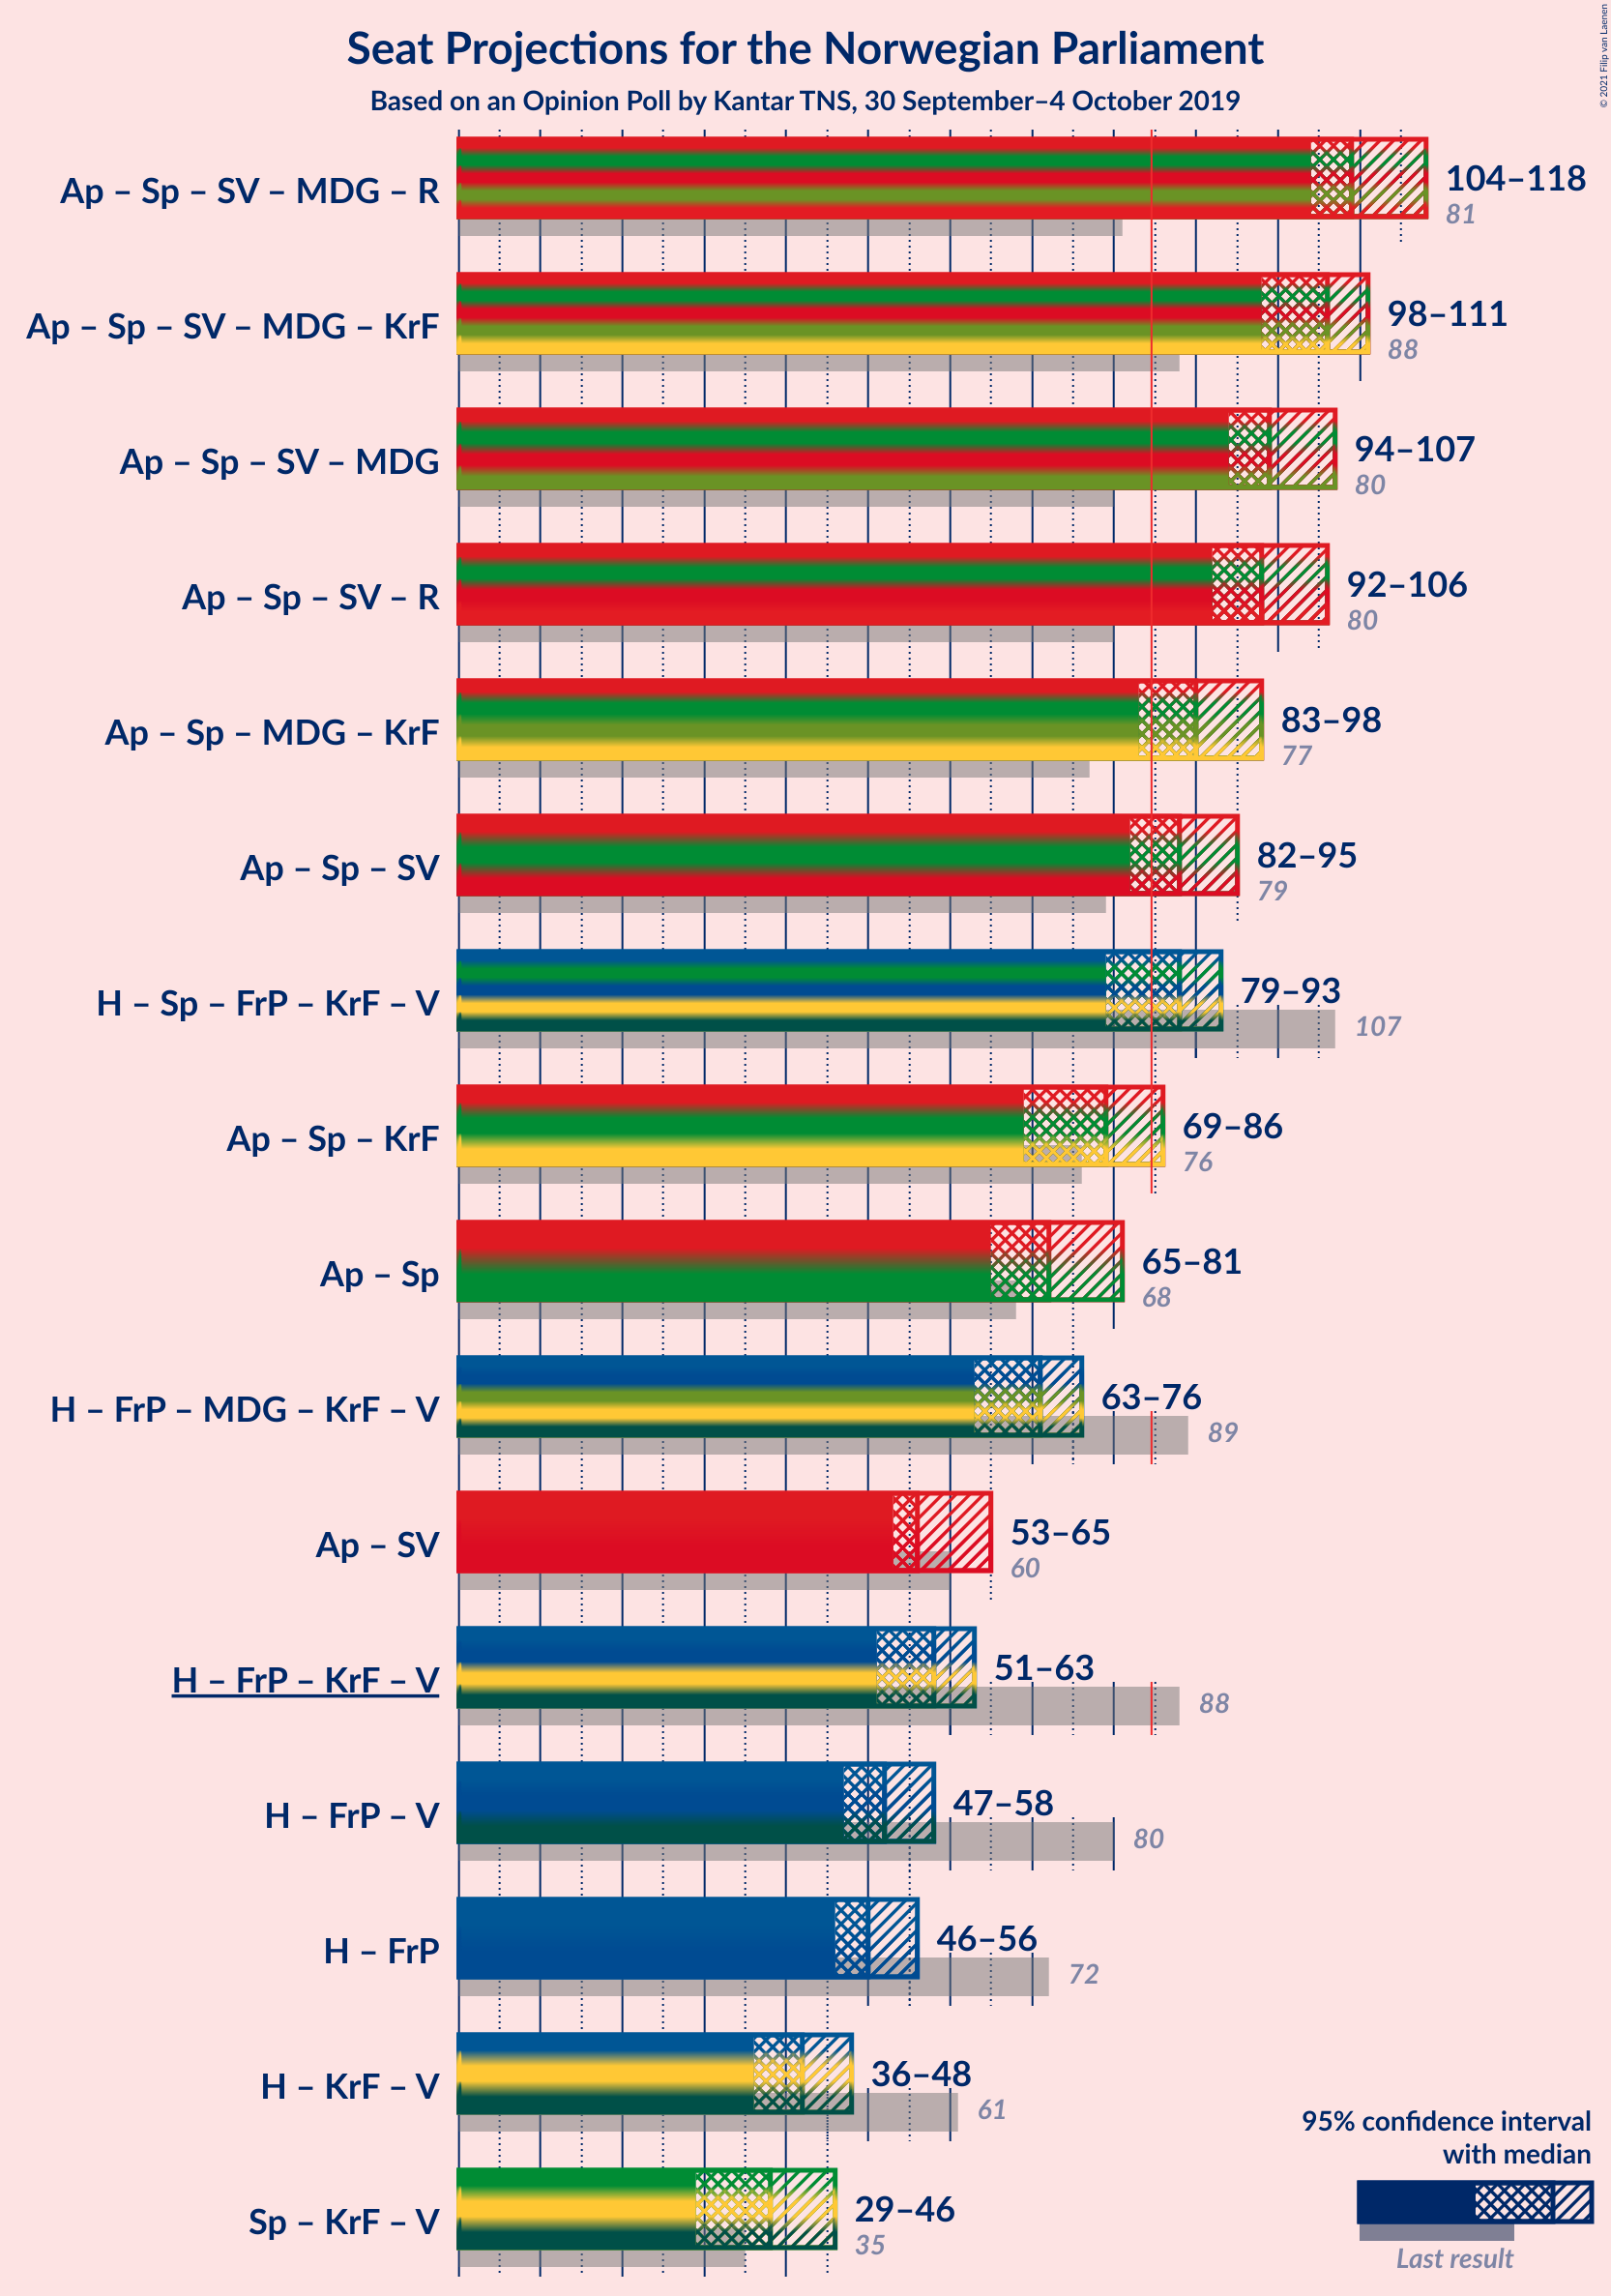 Seat Projections for the Norwegian Parliament
Based on an Opinion Poll by Kantar TNS, 30 September–4 October 2019
© 2021 Filip van Laenen
Ap – Sp – SV – MDG – R
104–118
81
Ap – Sp – SV – MDG – KrF
98–111
88
Ap – Sp – SV – MDG
94–107
80
Ap – Sp – SV – R
92–106
80
Ap – Sp – MDG – KrF
83–98
77
Ap – Sp – SV
82–95
79
H – Sp – FrP – KrF – V
79–93
107
Ap – Sp – KrF
69–86
76
Ap – Sp
65–81
68
H – FrP – MDG – KrF – V
63–76
89
Ap – SV
53–65
60
H – FrP – KrF – V
51–63
88
H – FrP – V
47–58
80
H – FrP
46–56
72
H – KrF – V
36–48
61
Sp – KrF – V
29–46
35
95% confidence interval
with median
Last result